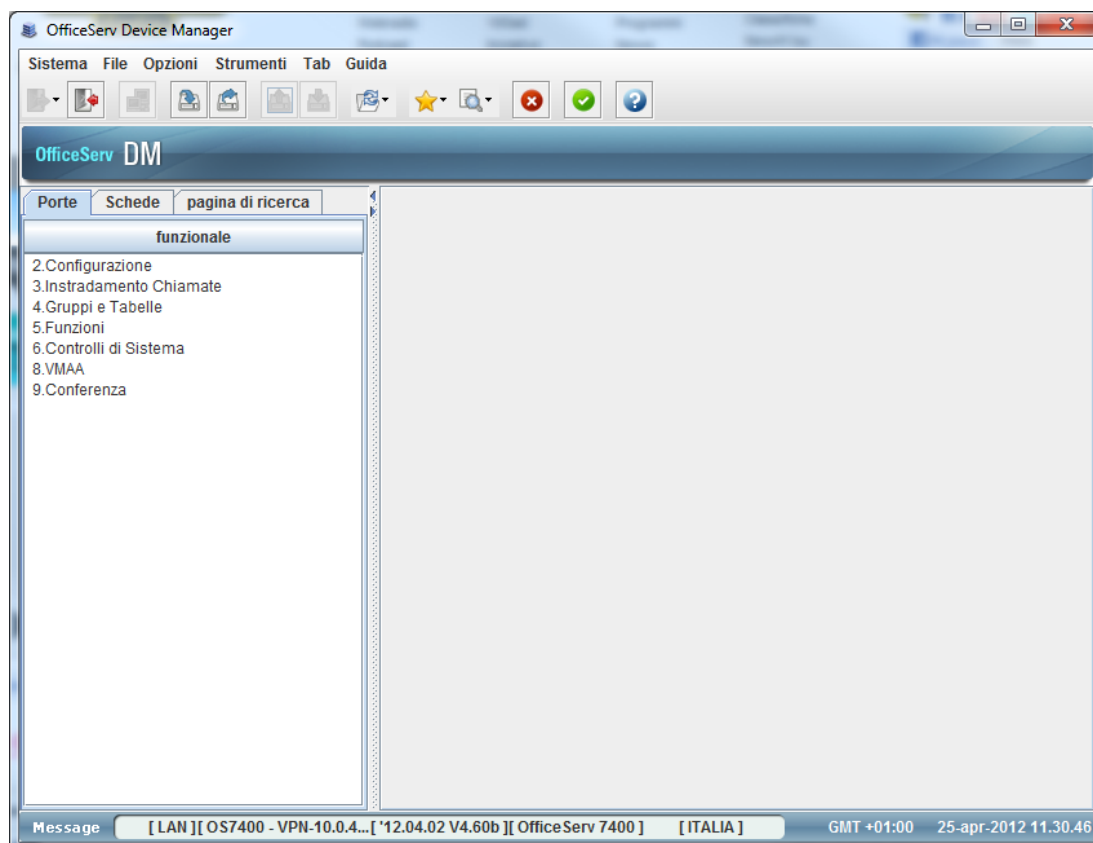 OfficeServ Device Manager
Sistema File Opzioni Strumenti Tab Guida
OfficeServ DM
Porte Schede pagina di ricerca
funzionale
2.Configurazione
3.Instradamento Chiamate
4.Gruppi e Tabelle
5.Funzioni
6.Controlli di Sistema
8.VMAA
9.Conferenza
Message [ LAN ][ OS7400 - VPN-10.0.4...[ '12.04.02 V4.60b ][ OfficeServ 7400 ] [ ITALIA ] GMT +01:00 25-apr-2012 11.30.46